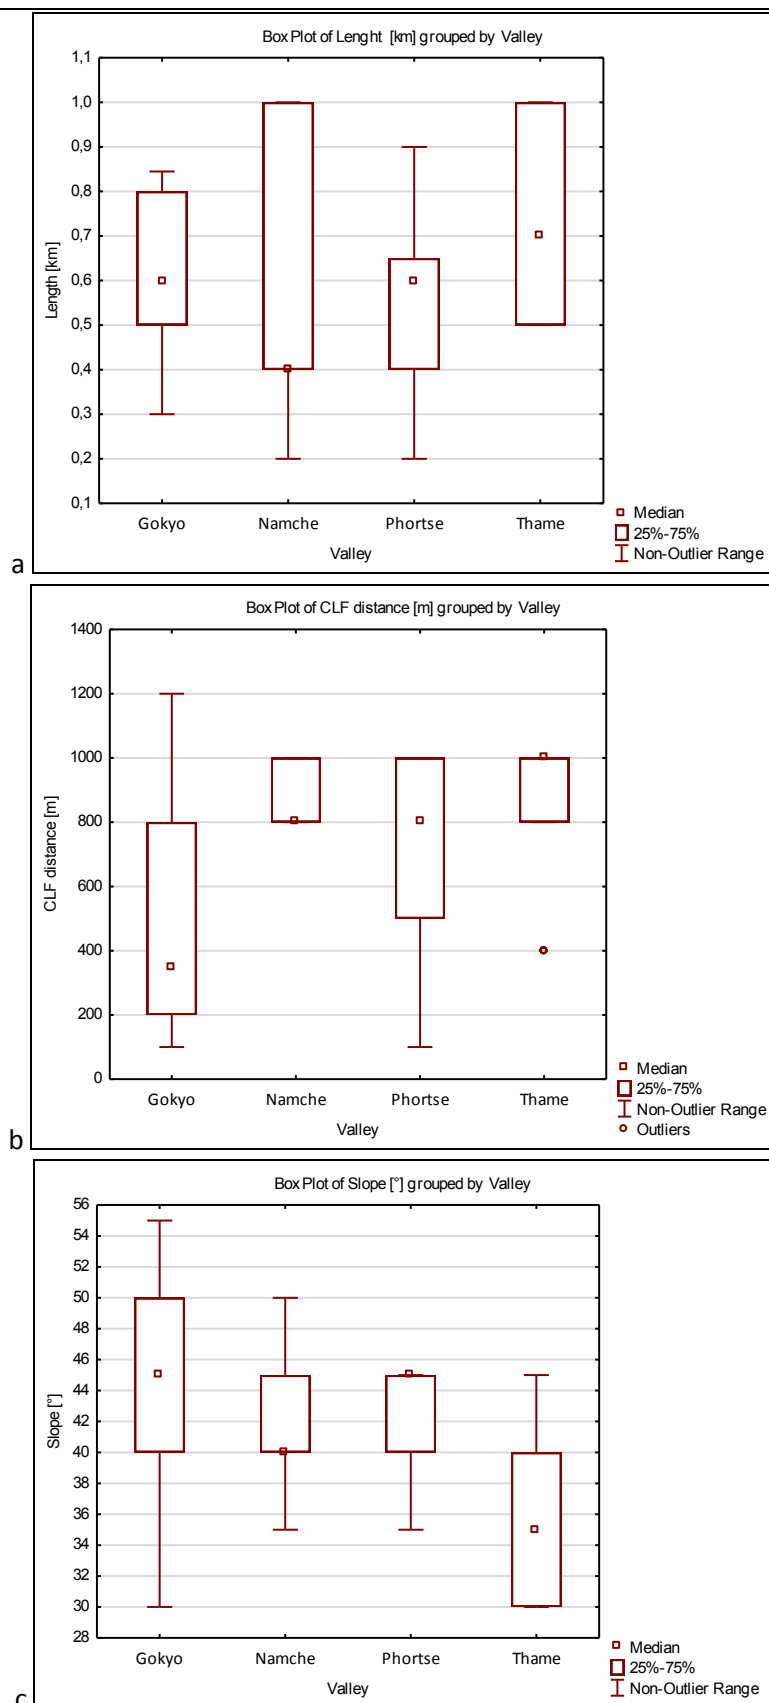 Box Plot of Lenght [km] grouped by Valley
1,1
1,0
0,9
0,8
0,7
0,6
0,5
0,4
0,3
0,2
0,1
Length [km]
Gokyo Namche Phortse Thame
Valley
Median
25%-75%
Non-Outlier Range
a
Box Plot of CLF distance [m] grouped by Valley
1400
1200
1000
800
600
400
200
0
CLF distance [m]
Gokyo Namche Phortse Thame
Valley
Median
25%-75%
Non-Outlier Range
Outliers
b
Box Plot of Slope [°] grouped by Valley
56
54
52
50
48
46
44
42
40
38
36
34
32
30
28
Slope [°]
Gokyo Namche Phortse Thame
Valley
Median
25%-75%
Non-Outlier Range
c